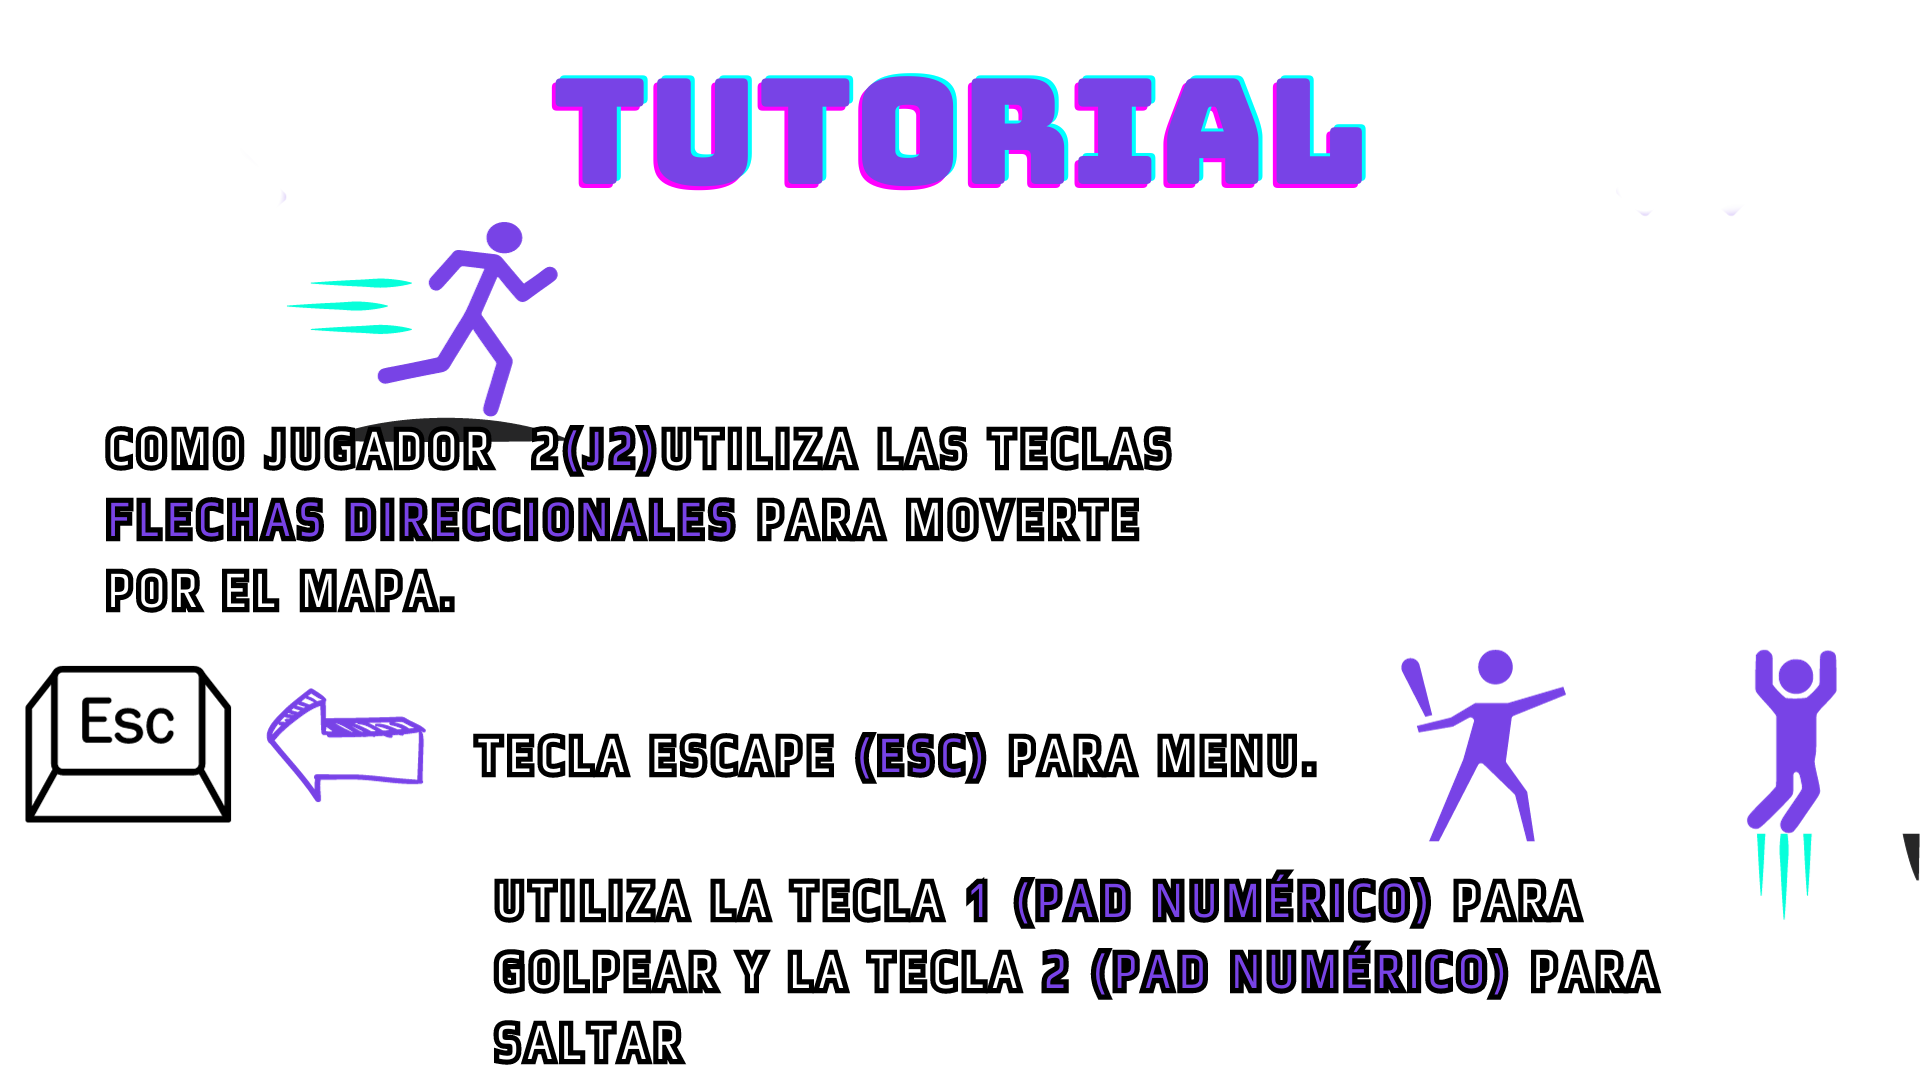 TUTORIAL
COMO JUGADOR 2(J2)UTILIZA LAS TECLAS
FLECHAS DIRECCIONALES PARA MOVERTE
POR EL MAPA.
Esc
TECLA ESCAPE (ESC) PARA MENU.
UTILIZA LA TECLA 1 (PAD NUMÉRICO) PARA
GOLPEAR Y LA TECLA 2 (PAD NUMÉRICO) PARA
SALTAR